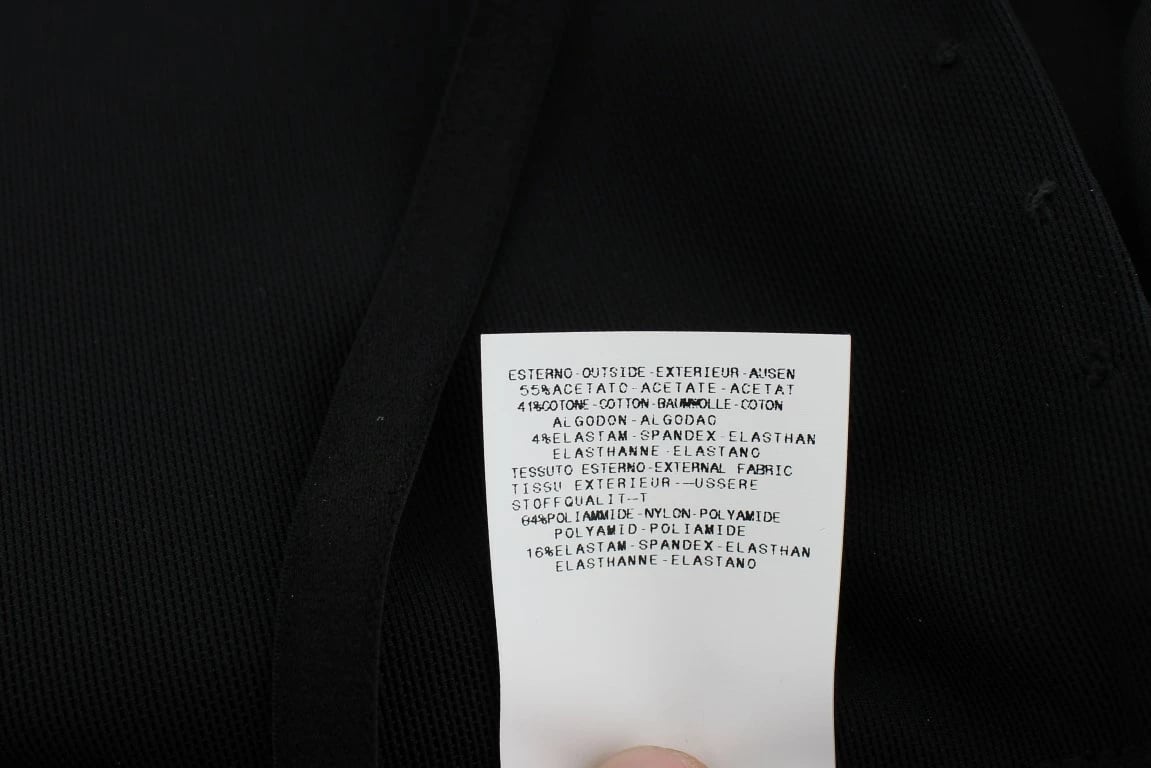 ESTERNO-OUTSIDE-EXTERIEUR-AUSEN
55%ACETATO-ACETATE-ACETAT
41%COTONE-COTTON-BAUMWOLLE-COTON
ALGODON-ALGODAO
4%ELASTAM-SPANDEX-ELASTHAN
ELASTHANNE-ELASTANO
TESSUTO ESTERNO-EXTERNAL FABRIC
TISSU EXTERIEUR-—USSERE
STOFFQUALIT—T
84%POLIAMMIDE-NYLON-POLYAMIDE
POLYAMID-POLIAMIDE
16%ELASTAM-SPANDEX-ELASTHAN
ELASTHANNE-ELASTANO